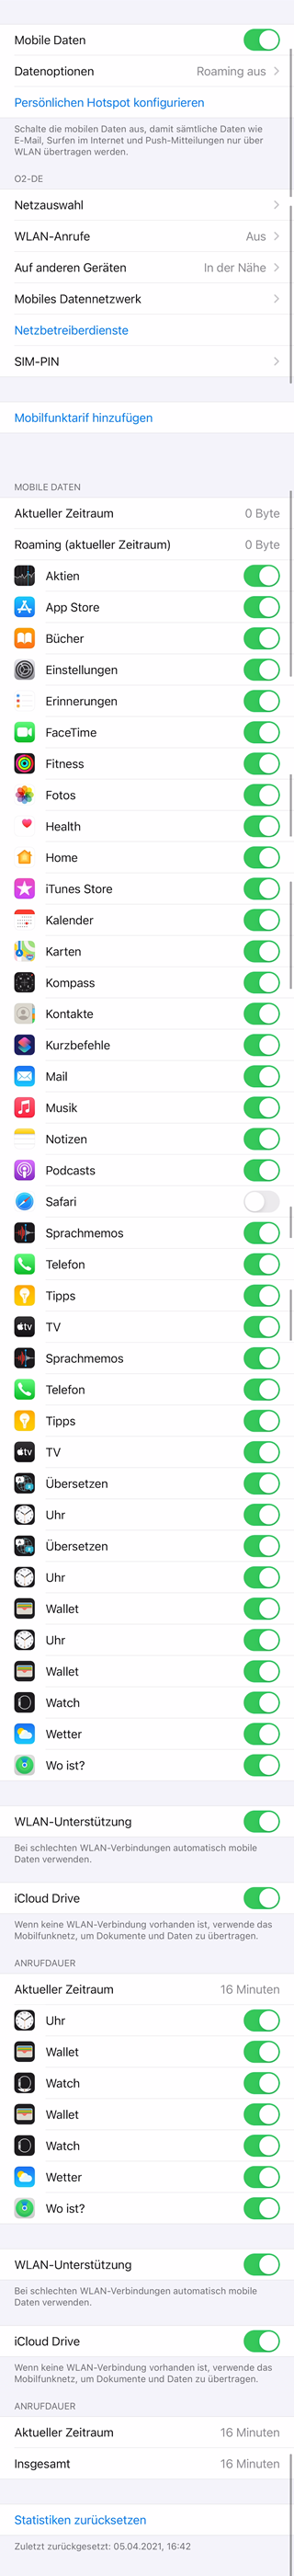 Mobile Daten
Datenoptionen Roaming aus
Persönlichen Hotspot konfigurieren
Schalte die mobilen Daten aus, damit sämtliche Daten wie
E-Mail, Surfen im Internet und Push-Mitteilungen nur über
WLAN übertragen werden.
O2-DE
Netzauswahl
WLAN-Anrufe Aus
Auf anderen Geräten In der Nähe
Mobiles Datennetzwerk
Netzbetreiberdienste
SIM-PIN
Mobilfunktarif hinzufügen
MOBILE DATEN
Aktueller Zeitraum 0 Byte
Roaming (aktueller Zeitraum) 0 Byte
Aktien
App Store
Bücher
Einstellungen
Erinnerungen
FaceTime
Fitness
Fotos
Health
Home
iTunes Store
Kalender
Karten
Kompass
Kontakte
Kurzbefehle
Mail
Musik
Notizen
Podcasts
Safari
Sprachmemos
Telefon
Tipps
tv TV
Sprachmemos
Telefon
Tipps
tv TV
Übersetzen
Uhr
Übersetzen
Uhr
Wallet
Uhr
Wallet
Watch
Wetter
Wo ist?
WLAN-Unterstützung
Bei schlechten WLAN-Verbindungen automatisch mobile
Daten verwenden.
iCloud Drive
Wenn keine WLAN-Verbindung vorhanden ist, verwende das
Mobilfunknetz, um Dokumente und Daten zu übertragen.
ANRUFDAUER
Aktueller Zeitraum 16 Minuten
Uhr
Wallet
Watch
Wallet
Watch
Wetter
Wo ist?
WLAN-Unterstützung
Bei schlechten WLAN-Verbindungen automatisch mobile
Daten verwenden.
iCloud Drive
Wenn keine WLAN-Verbindung vorhanden ist, verwende das
Mobilfunknetz, um Dokumente und Daten zu übertragen.
ANRUFDAUER
Aktueller Zeitraum 16 Minuten
Insgesamt 16 Minuten
Statistiken zurücksetzen
Zuletzt zurückgesetzt: 05.04.2021, 16:42